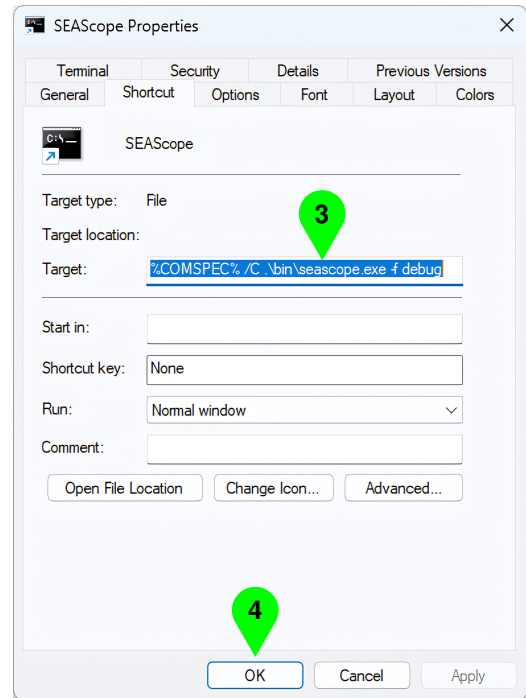 SEAScope Properties
Terminal Security Details Previous Versions
General Shortcut Options Font Layout Colors
C:\
SEAScope
Target type: File
3
Target location:
Target: %COMSPEC% /C .\bin\seascope.exe -f debug
Start in:
Shortcut key: None
Run: Normal window
Comment:
Open File Location Change Icon... Advanced...
4
OK Cancel Apply